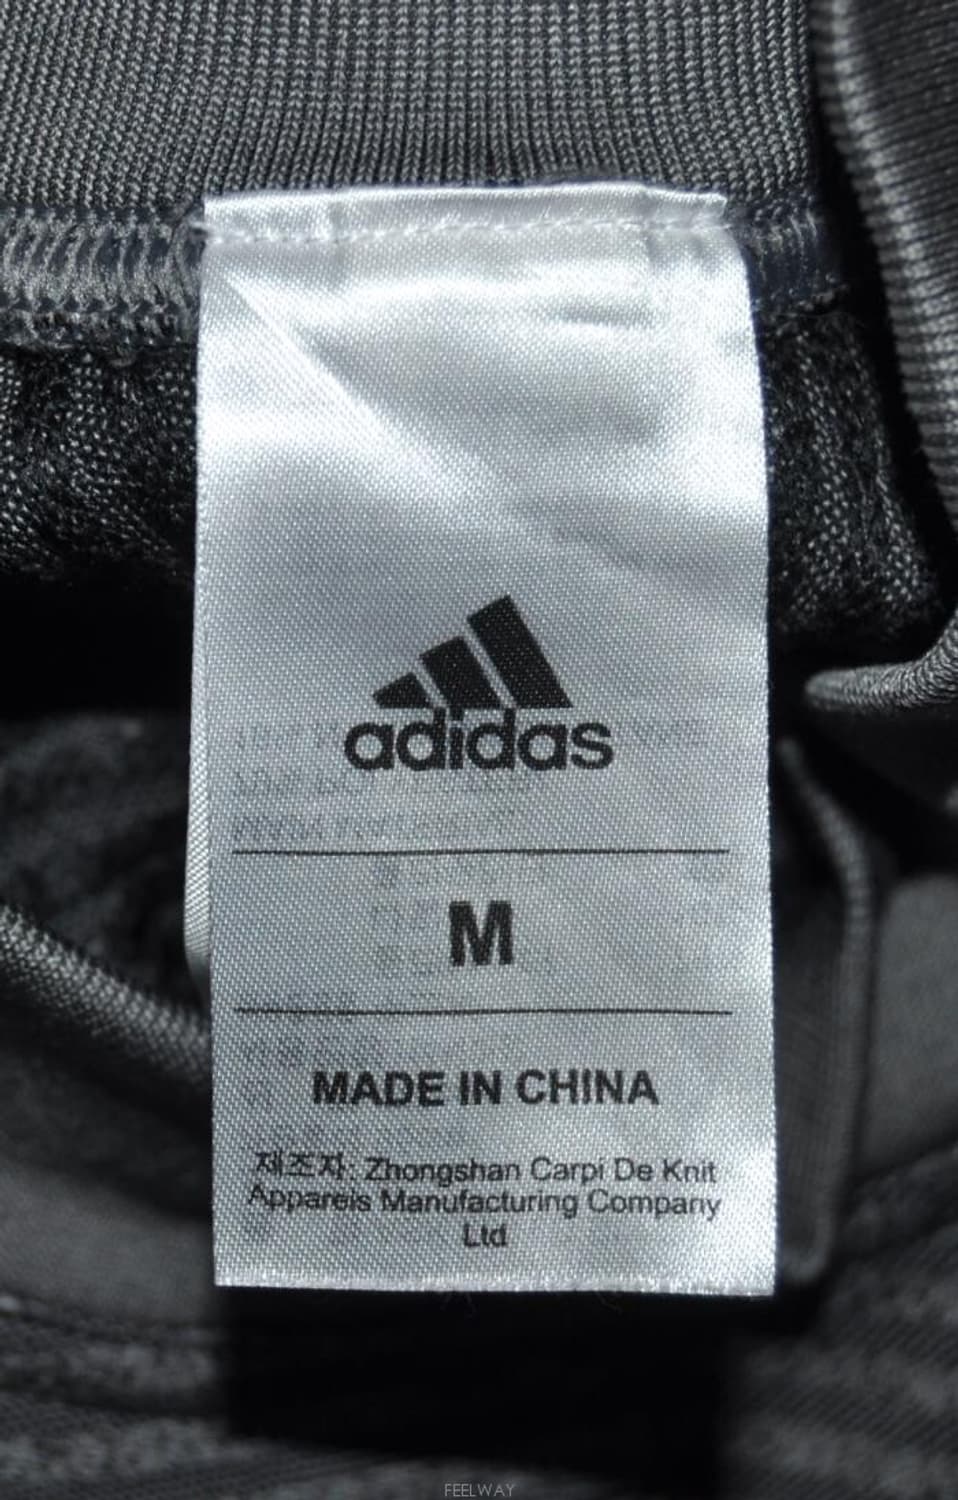 adidas
M
MADE IN CHINA
제조자: Zhongshan Carpi De Knit
Appareis Manufacturing Company
Ltd
FEELWAY